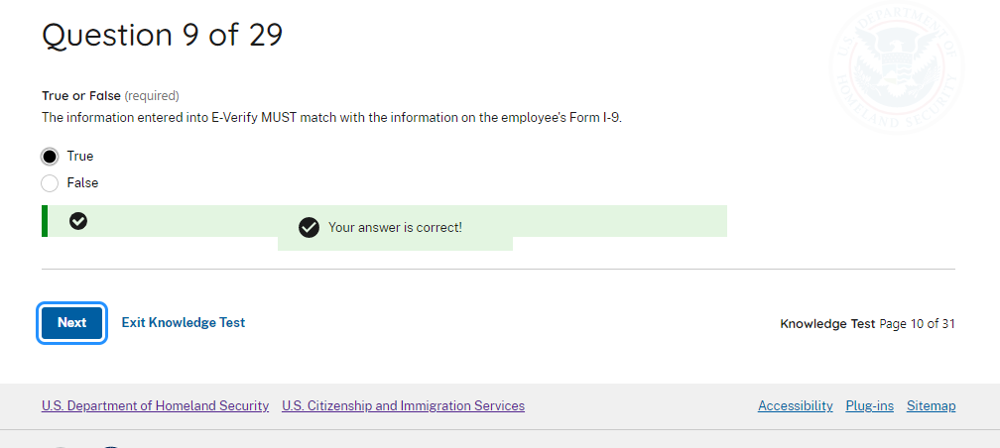 Question 9 of 29
U.S. DEPARTMENT OF HOMELAND SECURITY
True or False (required)
The information entered into E-Verify MUST match with the information on the employee's Form I-9.
True
False
Your answer is correct!
Next
Exit Knowledge Test
Knowledge Test Page 10 of 31
U.S. Department of Homeland Security U.S. Citizenship and Immigration Services
Accessibility Plug-ins Sitemap